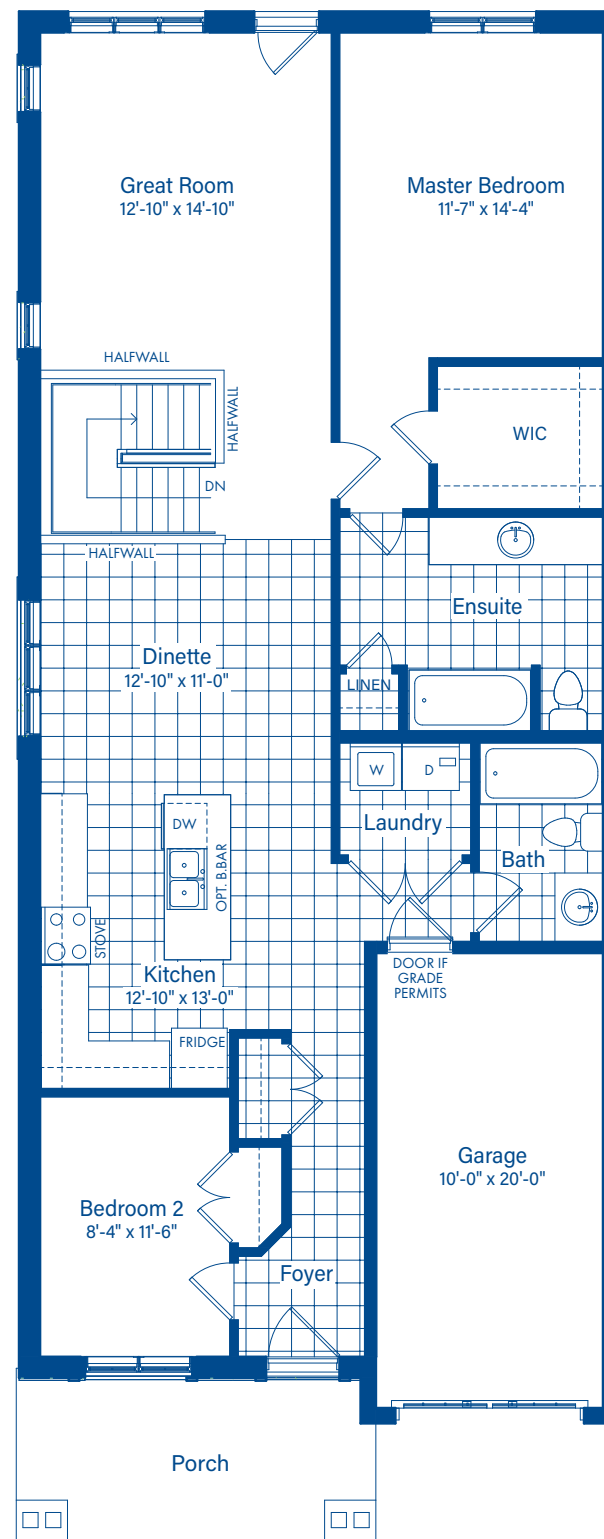 Great Room
12'-10" x 14'-10"
Master Bedroom
11'-7" x 14'-4"
HALFWALL
HALFWALL
WIC
DN
HALFWALL
Ensuite
Dinette
12'-10" x 11'-0"
LINEN
W
D
DW
Laundry
OPT. B.BAR
Bath
STOVE
Kitchen
12'-10" x 13'-0"
DOOR IF
GRADE
PERMITS
FRIDGE
Garage
10'-0" x 20'-0"
Bedroom 2
8'-4" x 11'-6"
Foyer
Porch